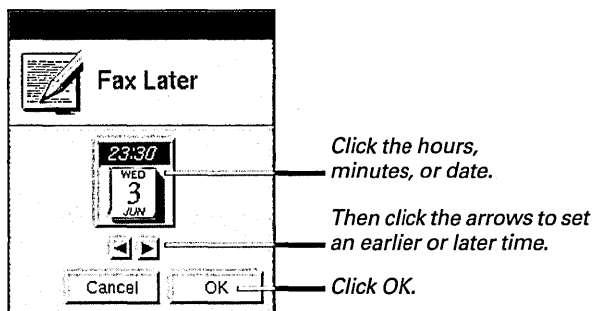 Fax Later
23:30
WED
3
JUN
Cancel
OK
Click the hours,
minutes, or date.
Then click the arrows to set
an earlier or later time.
Click OK.